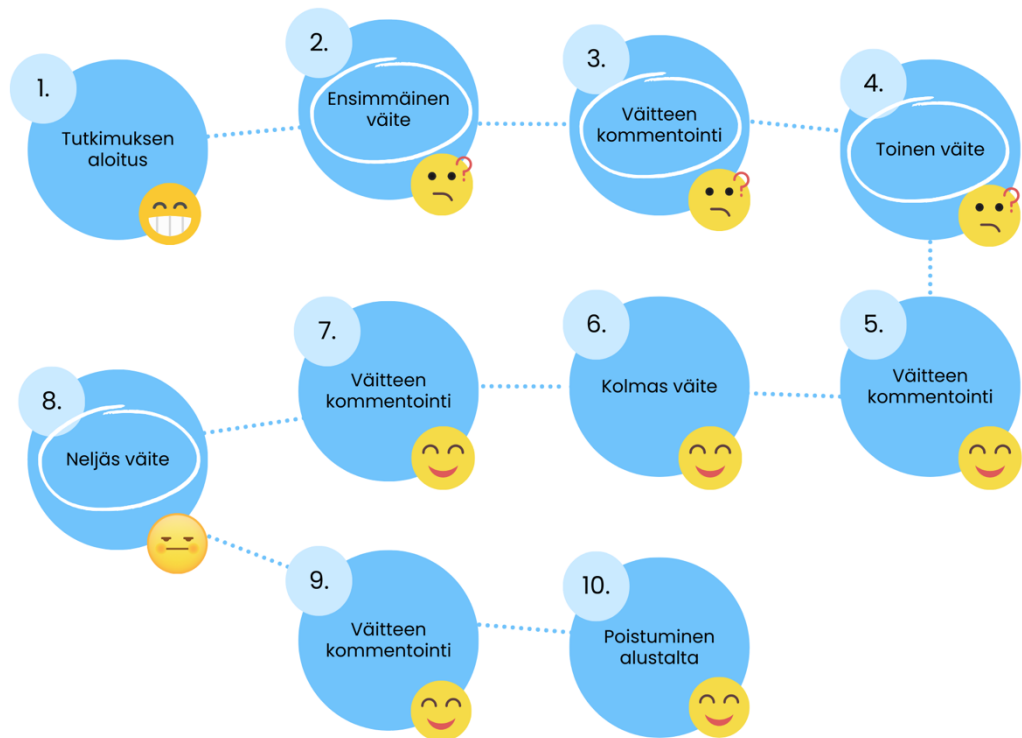 1.
Tutkimuksen
aloitus
2.
Ensimmäinen
väite
3.
Väitteen
kommentointi
4.
Toinen väite
5.
Väitteen
kommentointi
6.
Kolmas väite
7.
Väitteen
kommentointi
8.
Neljäs väite
9.
Väitteen
kommentointi
10.
Poistuminen
alustalta